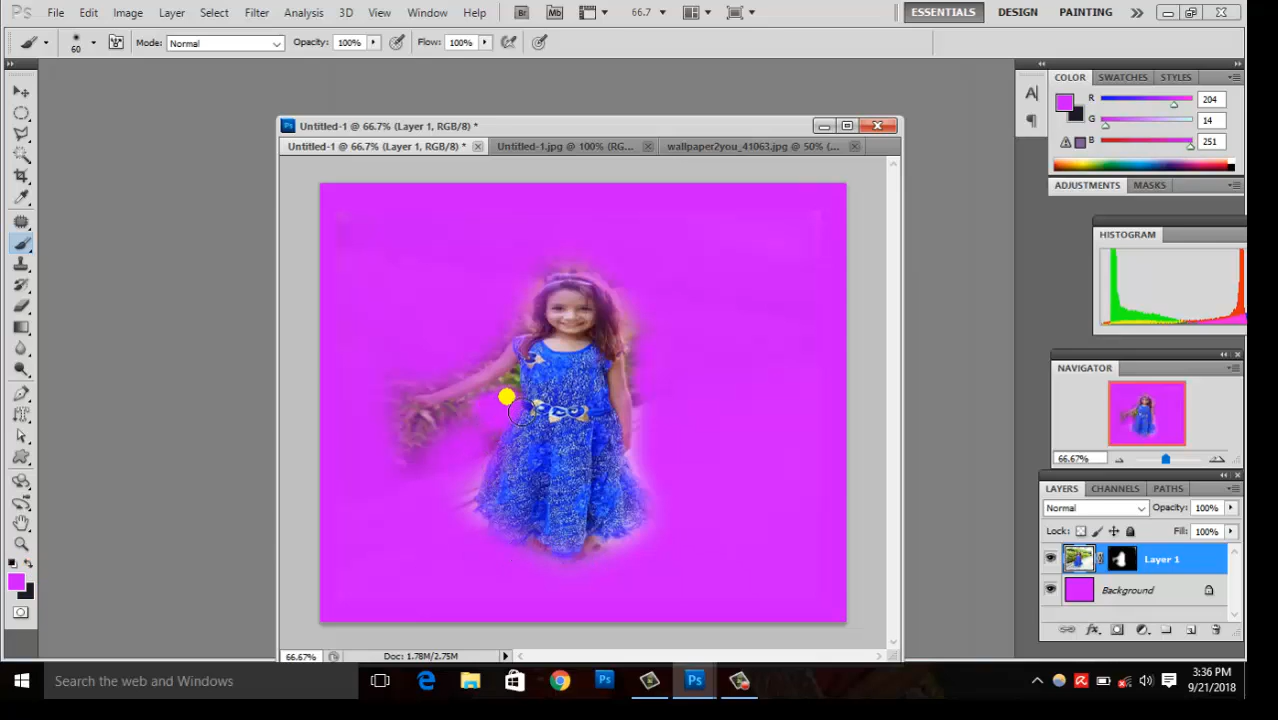 Ps File Edit Image Layer Select Filter Analysis 3D View Window Help Br Mb 66.7 ESSENTIALS DESIGN PAINTING
60 Mode: Normal Opacity: 100% Flow: 100%
COLOR SWATCHES STYLES
R 204
G 14
B 251
ADJUSTMENTS MASKS
HISTOGRAM
Untitled-1 @ 66.7% (Layer 1, RGB/8) *
Untitled-1 @ 66.7% (Layer 1, RGB/8) * Untitled-1.jpg @ 100% (RG... wallpaper2you_41063.jpg @ 50% (...
NAVIGATOR
66.67%
LAYERS CHANNELS PATHS
Normal Opacity: 100%
Lock: Fill: 100%
Layer 1
Background
fx
66.67% Doc: 1.78M/2.75M
Search the web and Windows Ps Ps 3:36 PM
9/21/2018